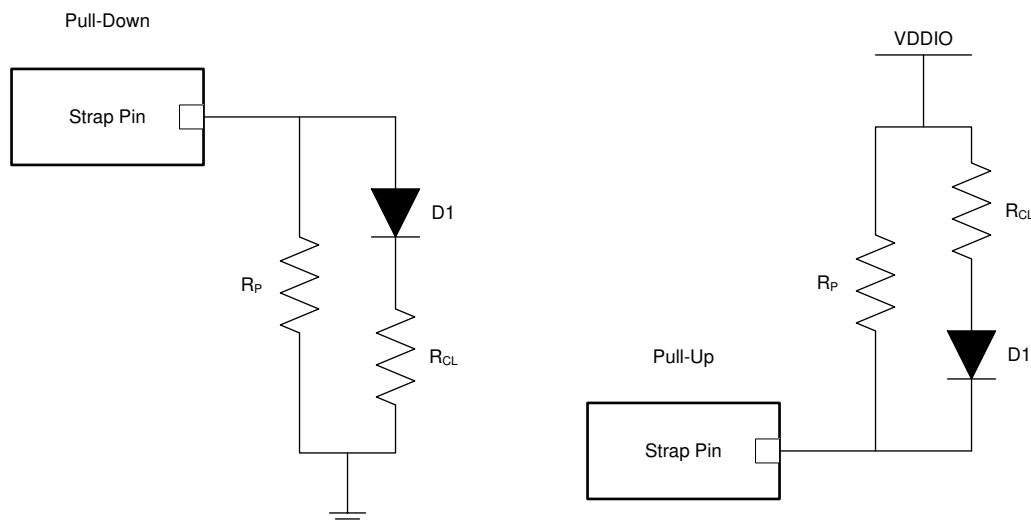 Pull-Down
Strap Pin
D1
RP
RCL
VDDIO
RCL
RP
D1
Pull-Up
Strap Pin